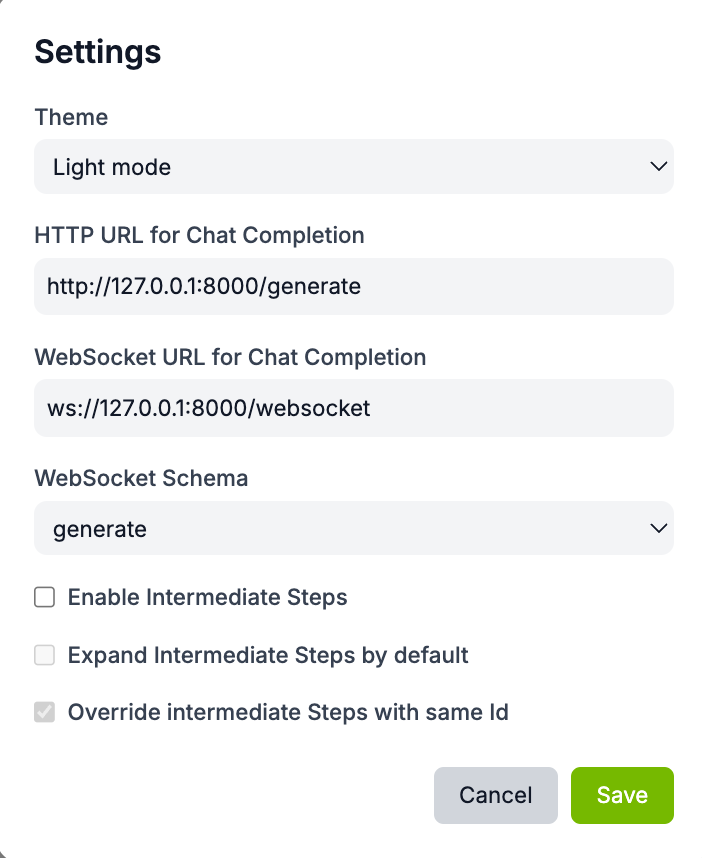 Settings
Theme
Light mode
HTTP URL for Chat Completion
http://127.0.0.1:8000/generate
WebSocket URL for Chat Completion
ws://127.0.0.1:8000/websocket
WebSocket Schema
generate
Enable Intermediate Steps
Expand Intermediate Steps by default
Override intermediate Steps with same Id
Cancel Save